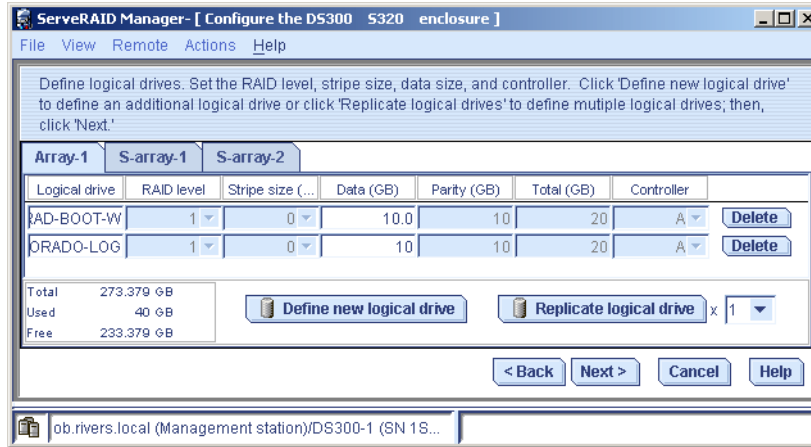 ServeRAID Manager- [ Configure the DS300 S320 enclosure ]
File View Remote Actions Help
Define logical drives. Set the RAID level, stripe size, data size, and controller. Click 'Define new logical drive'
to define an additional logical drive or click 'Replicate logical drives' to define mutiple logical drives; then,
click 'Next.'
Array-1 S-array-1 S-array-2
Logical drive RAID level Stripe size (... Data (GB) Parity (GB) Total (GB) Controller
RAD-BOOT-W 1 0 10.0 10 20 A Delete
ORADO-LOG 1 0 10 10 20 A Delete
Total 273.379 GB
Used 40 GB
Free 233.379 GB
Define new logical drive Replicate logical drive x 1
< Back Next > Cancel Help
ob.rivers.local (Management station)/DS300-1 (SN 1S...